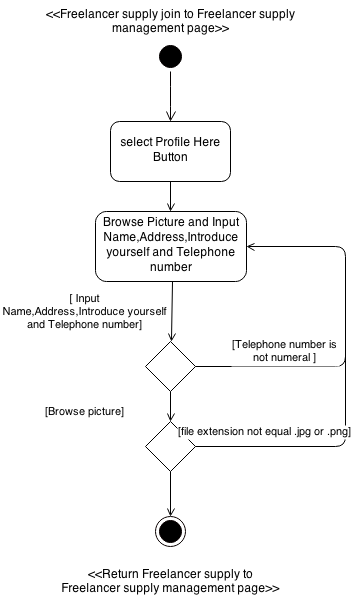 <<Freelancer supply join to Freelancer supply
management page>>
select Profile Here
Button
Browse Picture and Input
Name,Address,Introduce
yourself and Telephone
number
[ Input
Name,Address,Introduce yourself
and Telephone number]
[Telephone number is
not numeral ]
[Browse picture]
[file extension not equal .jpg or .png]
<<Return Freelancer supply to
Freelancer supply management page>>